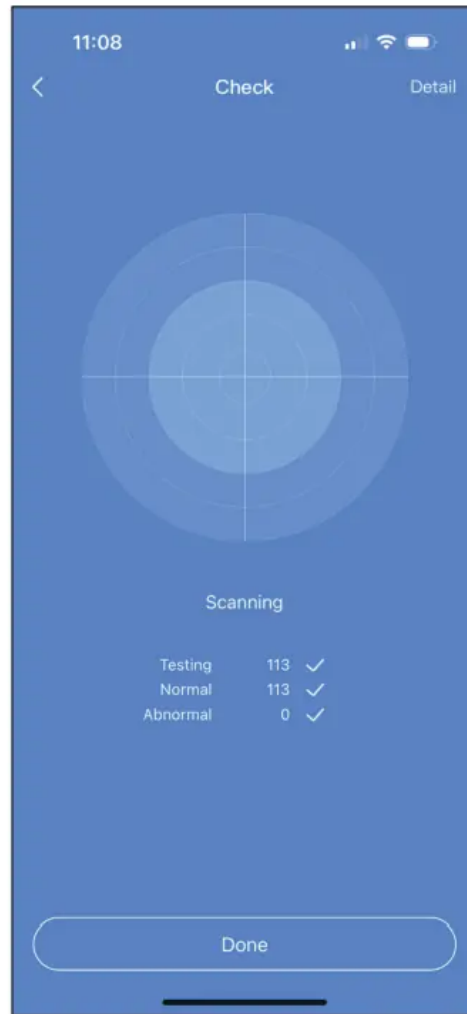 11:08
Check Detail
Scanning
Testing 113
Normal 113
Abnormal 0
Done